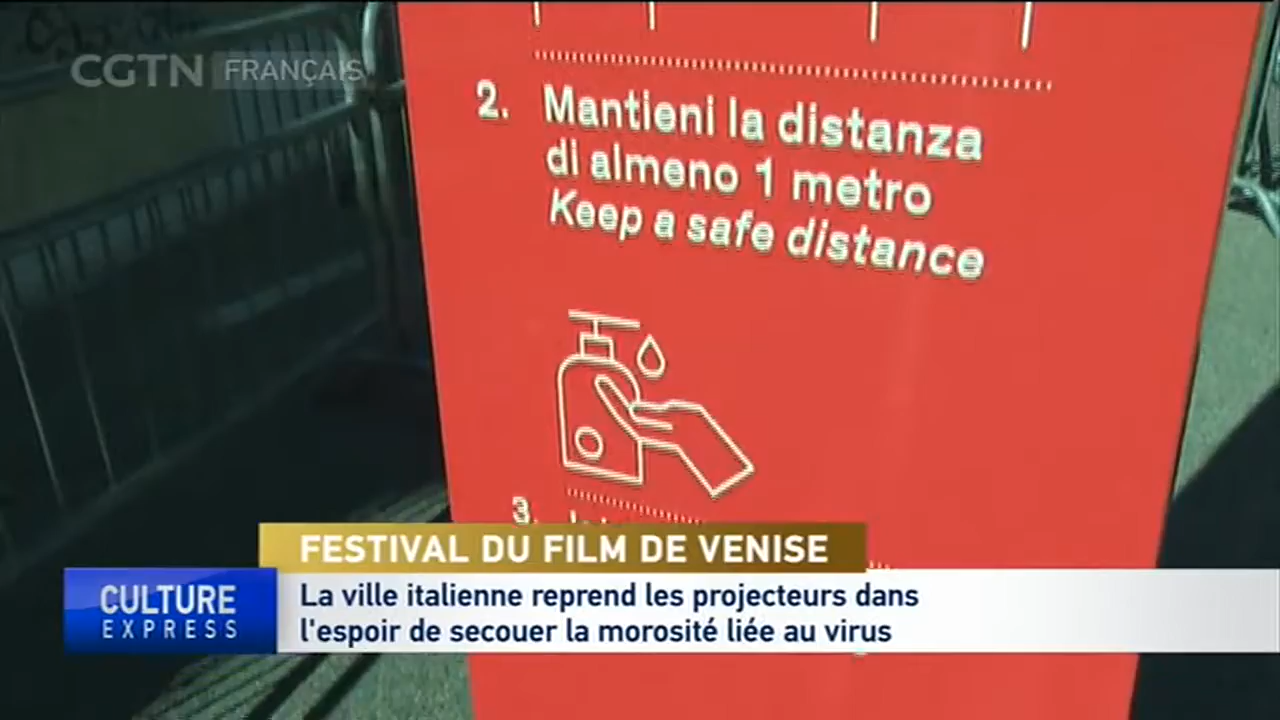 CGTN FRANÇAIS
2. Mantieni la distanza
di almeno 1 metro
Keep a safe distance
3.
FESTIVAL DU FILM DE VENISE
CULTURE
EXPRESS
La ville italienne reprend les projecteurs dans
l'espoir de secouer la morosité liée au virus